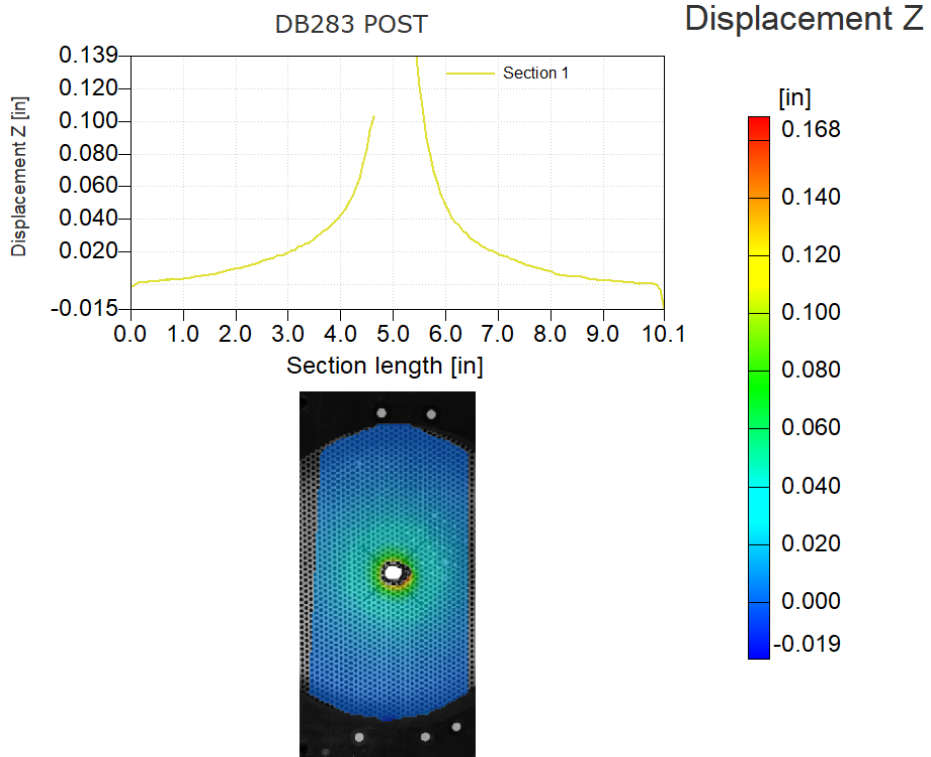 DB283 POST
Displacement Z
0.139
0.120
0.100
0.080
0.060
0.040
0.020
-0.015
Displacement Z [in]
Section 1
0.0 1.0 2.0 3.0 4.0 5.0 6.0 7.0 8.0 9.0 10.1
Section length [in]
[in]
0.168
0.140
0.120
0.100
0.080
0.060
0.040
0.020
0.000
-0.019